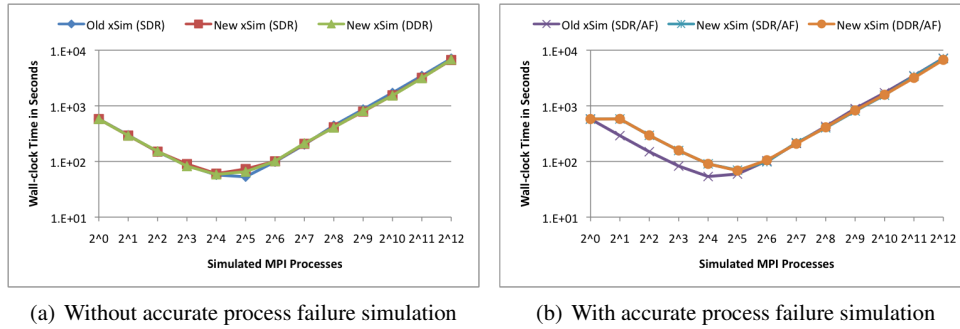 Old xSim (SDR) New xSim (SDR) New xSim (DDR)
Wall-clock Time in Seconds
1.E+04
1.E+03
1.E+02
1.E+01
2^0 2^1 2^2 2^3 2^4 2^5 2^6 2^7 2^8 2^9 2^10 2^11 2^12
Simulated MPI Processes
(a) Without accurate process failure simulation
Old xSim (SDR/AF) New xSim (SDR/AF) New xSim (DDR/AF)
Wall-clock Time in Seconds
1.E+04
1.E+03
1.E+02
1.E+01
2^0 2^1 2^2 2^3 2^4 2^5 2^6 2^7 2^8 2^9 2^10 2^11 2^12
Simulated MPI Processes
(b) With accurate process failure simulation